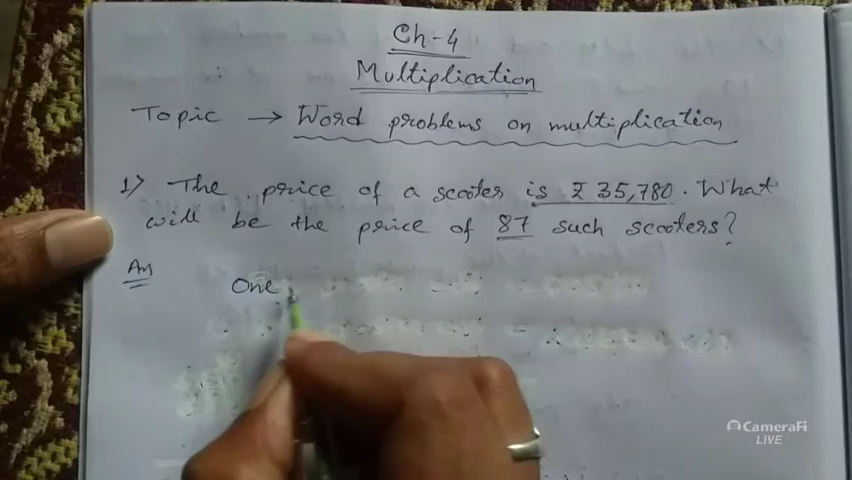 Ch-4
Multiplication
Topic → Word problems on multiplication
1) The price of a scooter is ₹ 35,780. What
will be the price of 87 such scooters?
Ans
One
CameraFi
LIVE